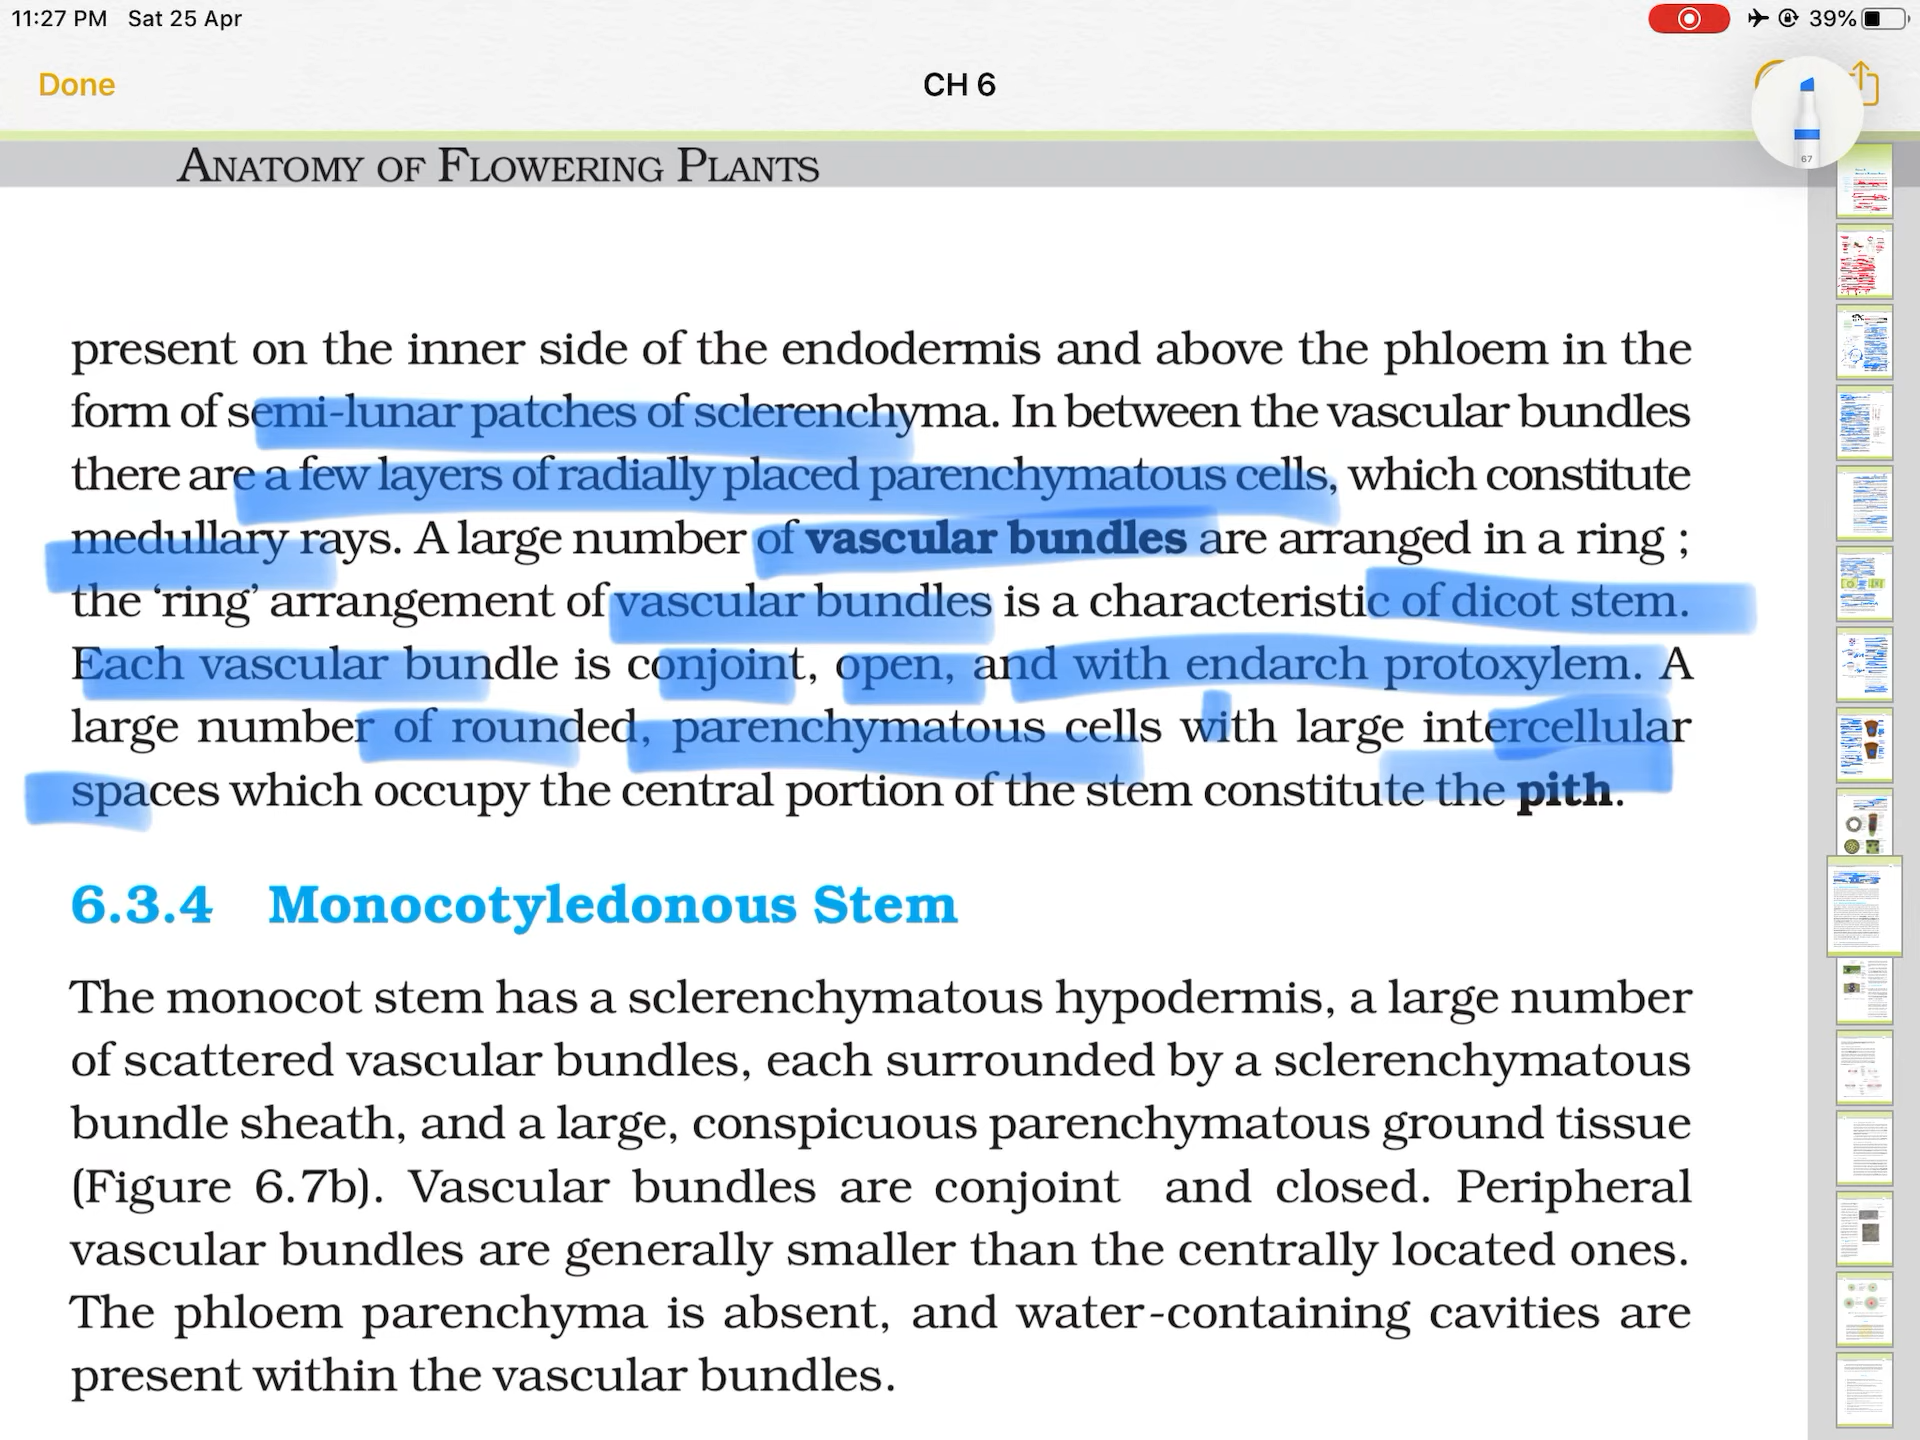 11:27 PM Sat 25 Apr 39%
Done CH 6
67
ANATOMY OF FLOWERING PLANTS
present on the inner side of the endodermis and above the phloem in the
form of semi-lunar patches of sclerenchyma. In between the vascular bundles
there are a few layers of radially placed parenchymatous cells, which constitute
medullary rays. A large number of vascular bundles are arranged in a ring ;
the ‘ring’ arrangement of vascular bundles is a characteristic of dicot stem.
Each vascular bundle is conjoint, open, and with endarch protoxylem. A
large number of rounded, parenchymatous cells with large intercellular
spaces which occupy the central portion of the stem constitute the pith.
6.3.4 Monocotyledonous Stem
The monocot stem has a sclerenchymatous hypodermis, a large number
of scattered vascular bundles, each surrounded by a sclerenchymatous
bundle sheath, and a large, conspicuous parenchymatous ground tissue
(Figure 6.7b). Vascular bundles are conjoint and closed. Peripheral
vascular bundles are generally smaller than the centrally located ones.
The phloem parenchyma is absent, and water-containing cavities are
present within the vascular bundles.